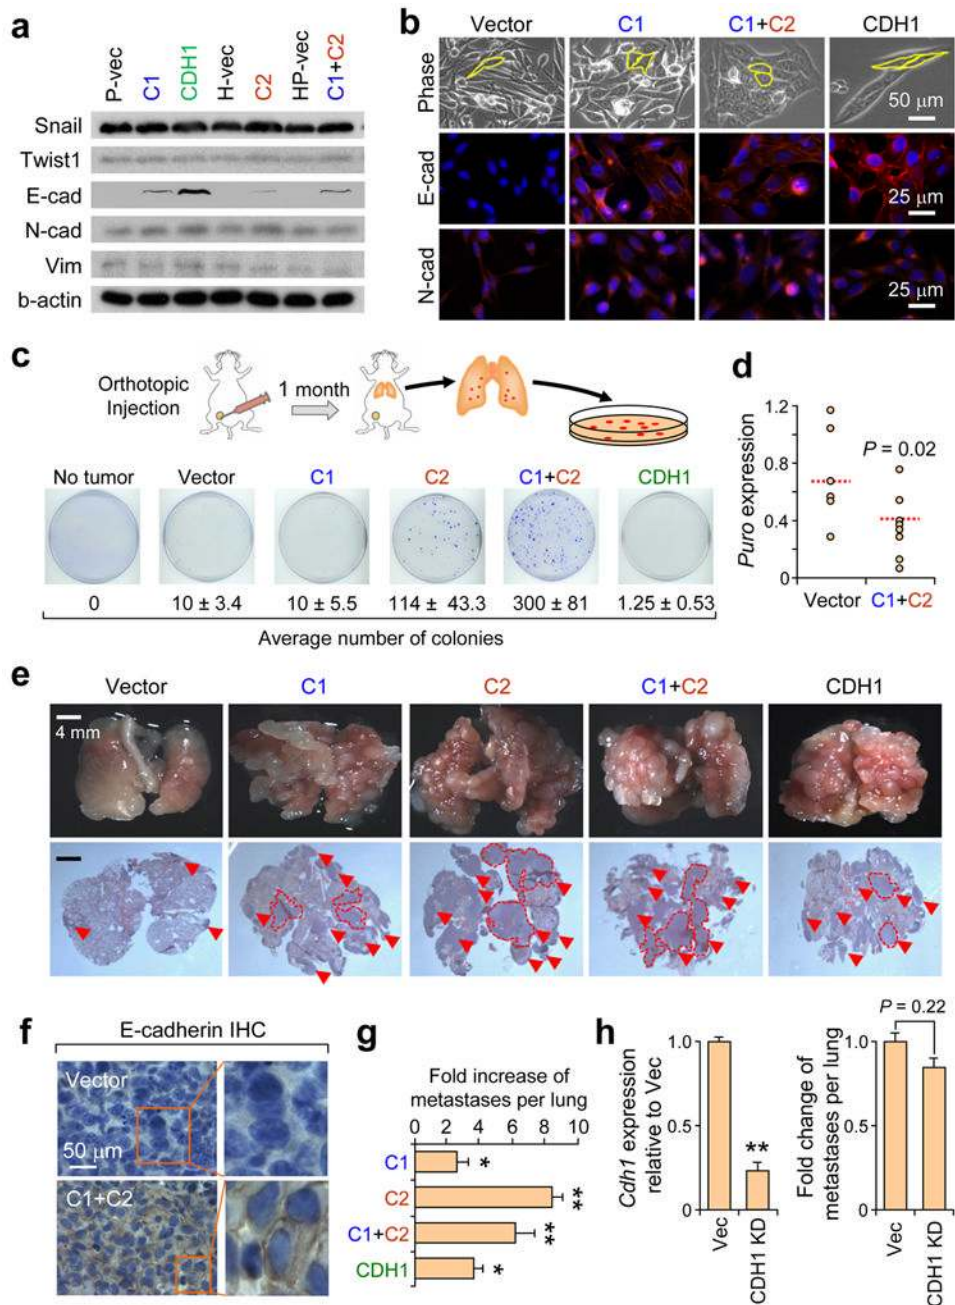 a
P-vec C1 CDH1 H-vec C2 HP-vec C1+C2
Snail
Twist1
E-cad
N-cad
Vim
b-actin
b
Vector C1 C1+C2 CDH1
Phase
50 μm
E-cad
25 μm
N-cad
25 μm
c
Orthotopic
Injection
1 month
No tumor Vector C1 C2 C1+C2 CDH1
0 10 ± 3.4 10 ± 5.5 114 ± 43.3 300 ± 81 1.25 ± 0.53
Average number of colonies
d
Puro expression
1.2
0.8
0.4
0
P = 0.02
Vector C1+C2
e
Vector C1 C2 C1+C2 CDH1
4 mm
f
E-cadherin IHC
Vector
50 μm
C1+C2
g
Fold increase of
metastases per lung
0 2 4 6 8 10
C1 *
C2 **
C1+C2 **
CDH1 *
h
Cdh1 expression
relative to Vec
1.0
0.5
0
**
Vec CDH1 KD
Fold change of
metastases per lung
P = 0.22
1.0
0.5
0
Vec CDH1 KD